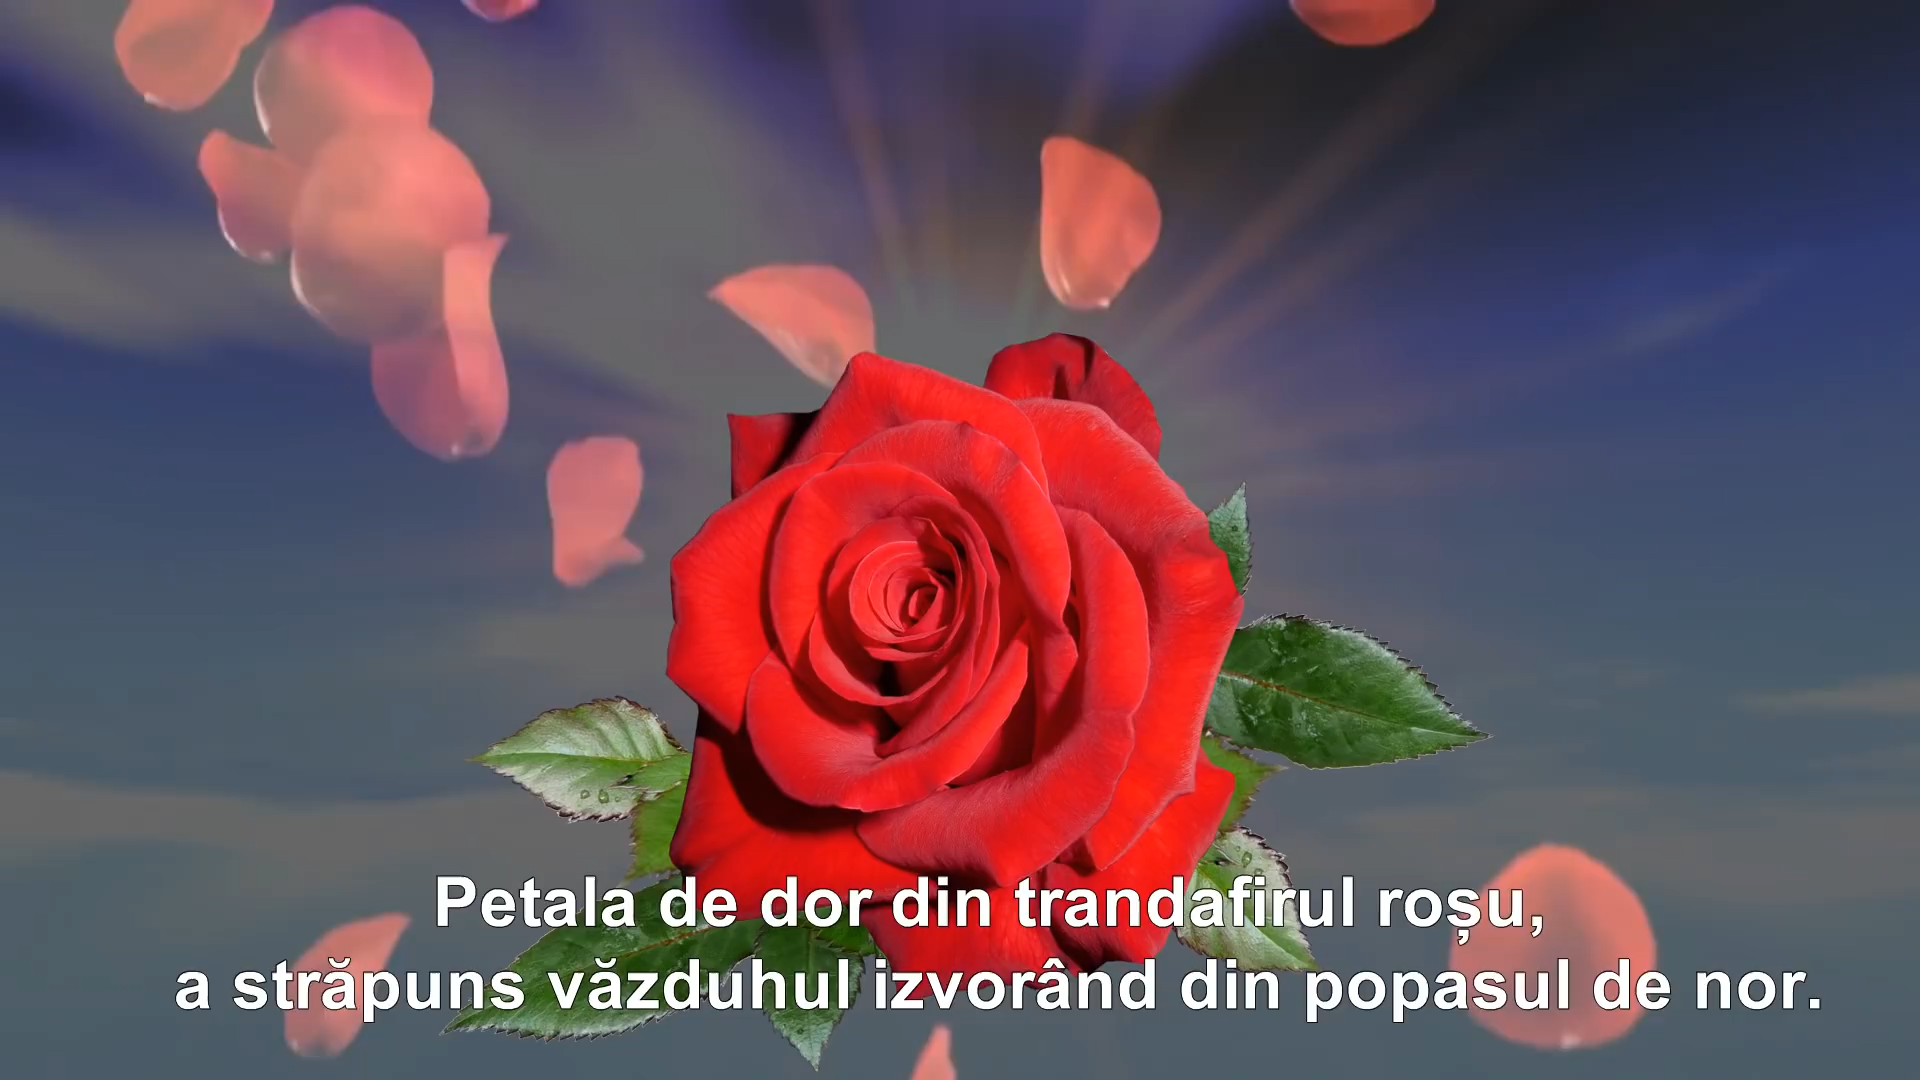 Petala de dor din trandafirul roșu,
a străpuns văzduhul izvorând din popasul de nor.